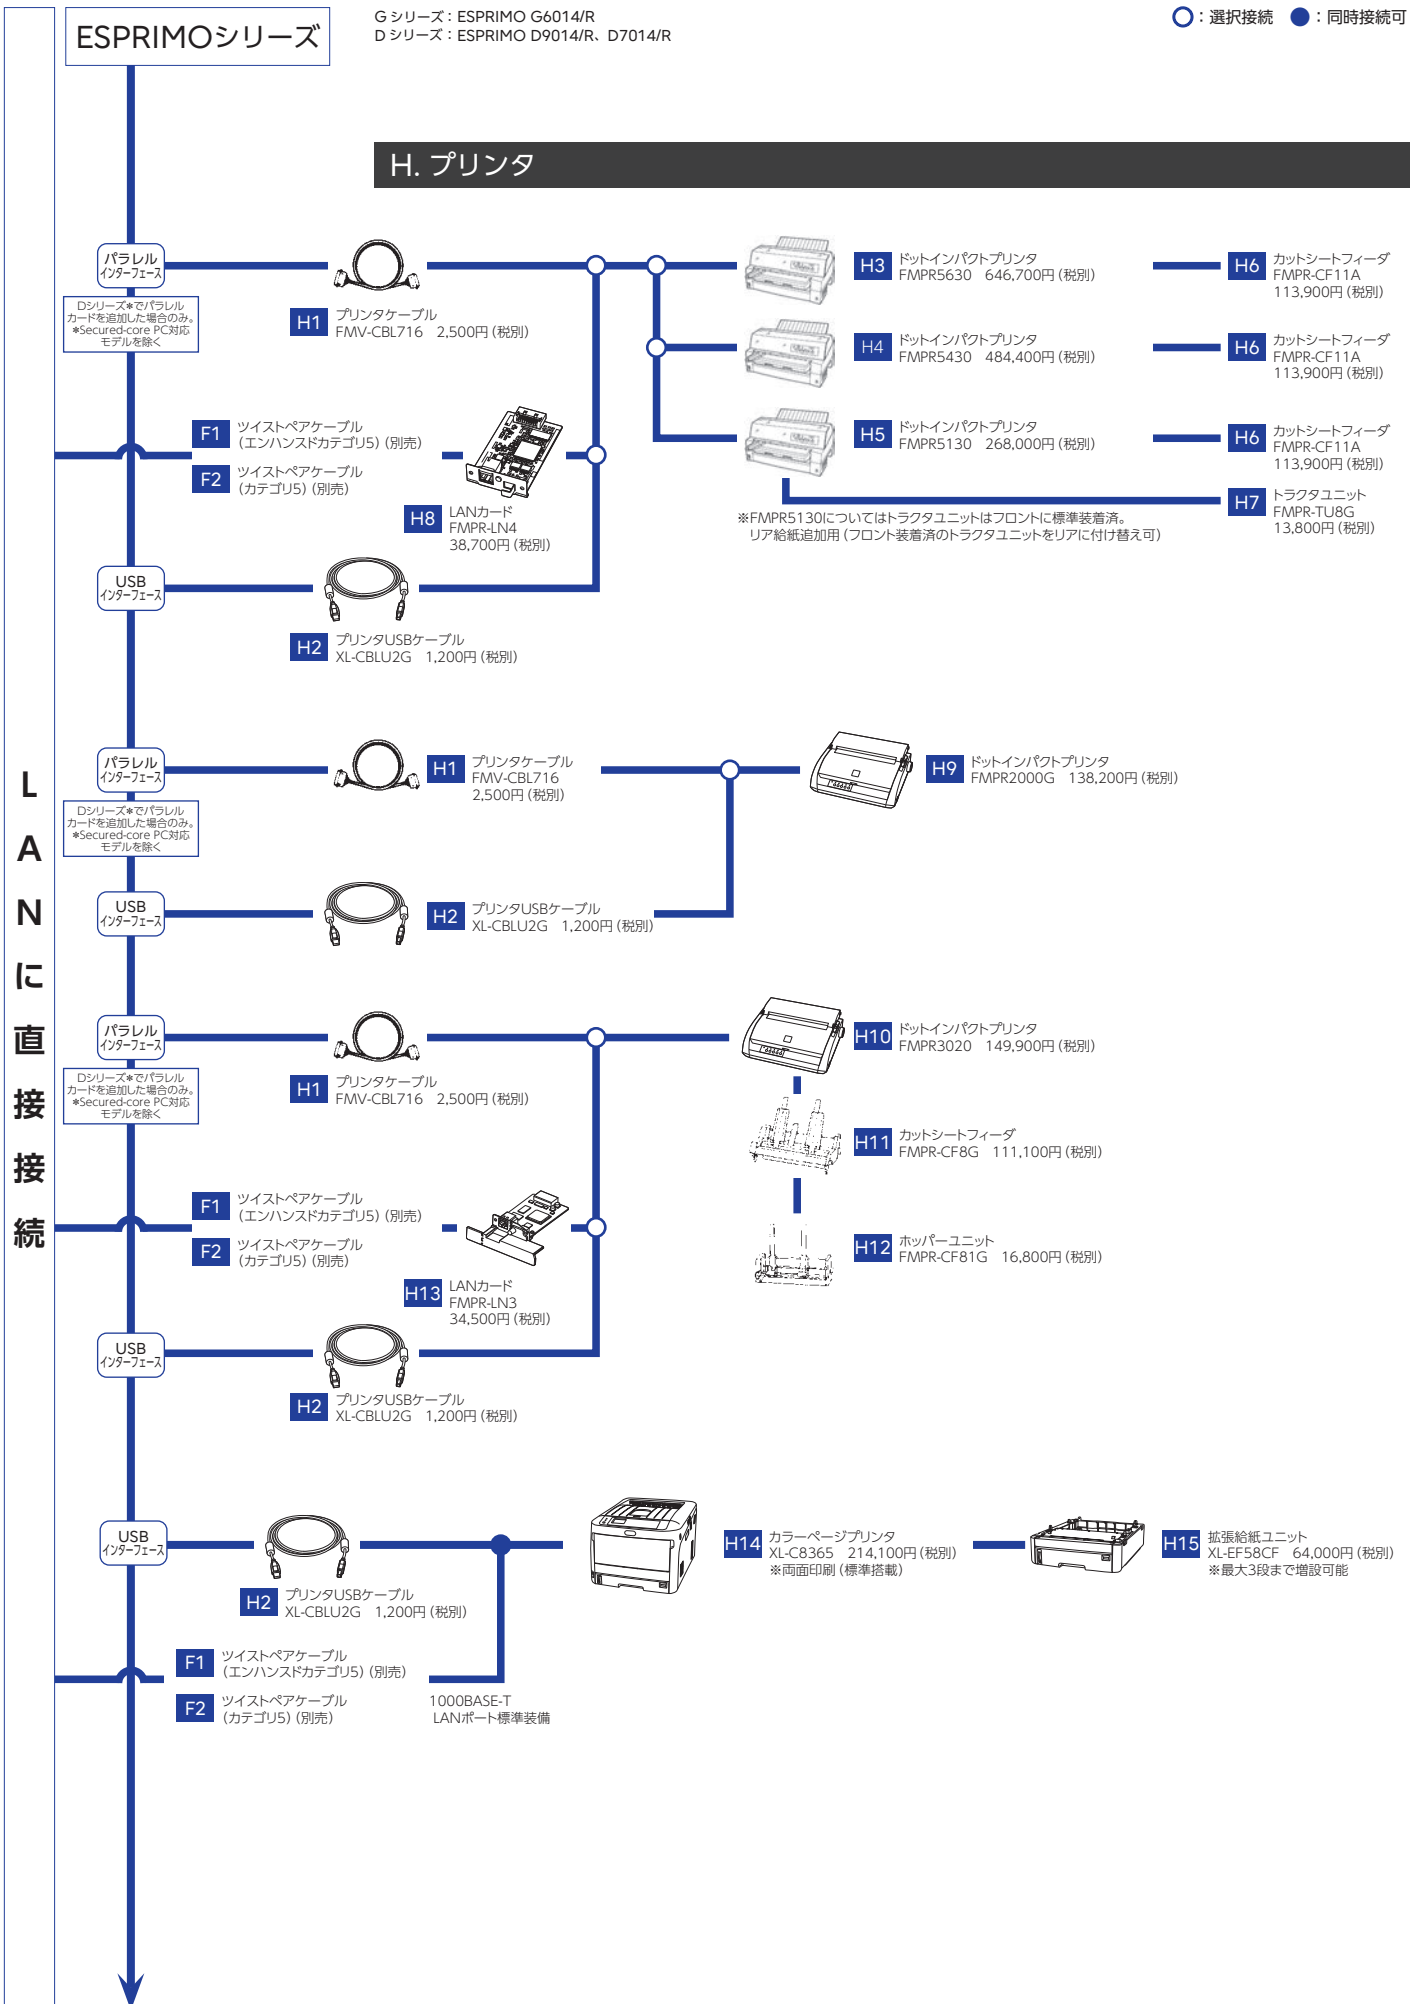 ESPRIMOシリーズ
G シリーズ：ESPRIMO G6014/R
D シリーズ：ESPRIMO D9014/R、D7014/R
○：選択接続 ●：同時接続可
H. プリンタ
LANに直接接続
パラレル
インターフェース
Dシリーズ*でパラレル
カードを追加した場合のみ。
*Secured-core PC対応
モデルを除く
H1 プリンタケーブル
FMV-CBL716 2,500円（税別）
H3 ドットインパクトプリンタ
FMPR5630 646,700円（税別）
H6 カットシートフィーダ
FMPR-CF11A
113,900円（税別）
H4 ドットインパクトプリンタ
FMPR5430 484,400円（税別）
H6 カットシートフィーダ
FMPR-CF11A
113,900円（税別）
F1 ツイストペアケーブル
（エンハンスドカテゴリ5）（別売）
F2 ツイストペアケーブル
（カテゴリ5）（別売）
H8 LANカード
FMPR-LN4
38,700円（税別）
H5 ドットインパクトプリンタ
FMPR5130 268,000円（税別）
H6 カットシートフィーダ
FMPR-CF11A
113,900円（税別）
H7 トラクタユニット
FMPR-TU8G
13,800円（税別）
※FMPR5130についてはトラクタユニットはフロントに標準装着済。
リア給紙追加用（フロント装着済のトラクタユニットをリアに付け替え可）
USB
インターフェース
H2 プリンタUSBケーブル
XL-CBLU2G 1,200円（税別）
パラレル
インターフェース
Dシリーズ*でパラレル
カードを追加した場合のみ。
*Secured-core PC対応
モデルを除く
H1 プリンタケーブル
FMV-CBL716
2,500円（税別）
H9 ドットインパクトプリンタ
FMPR2000G 138,200円（税別）
USB
インターフェース
H2 プリンタUSBケーブル
XL-CBLU2G 1,200円（税別）
パラレル
インターフェース
Dシリーズ*でパラレル
カードを追加した場合のみ。
*Secured-core PC対応
モデルを除く
H1 プリンタケーブル
FMV-CBL716 2,500円（税別）
H10 ドットインパクトプリンタ
FMPR3020 149,900円（税別）
H11 カットシートフィーダ
FMPR-CF8G 111,100円（税別）
F1 ツイストペアケーブル
（エンハンスドカテゴリ5）（別売）
F2 ツイストペアケーブル
（カテゴリ5）（別売）
H13 LANカード
FMPR-LN3
34,500円（税別）
H12 ホッパーユニット
FMPR-CF81G 16,800円（税別）
USB
インターフェース
H2 プリンタUSBケーブル
XL-CBLU2G 1,200円（税別）
USB
インターフェース
H2 プリンタUSBケーブル
XL-CBLU2G 1,200円（税別）
H14 カラーページプリンタ
XL-C8365 214,100円（税別）
※両面印刷（標準搭載）
H15 拡張給紙ユニット
XL-EF58CF 64,000円（税別）
※最大3段まで増設可能
F1 ツイストペアケーブル
（エンハンスドカテゴリ5）（別売）
F2 ツイストペアケーブル
（カテゴリ5）（別売）
1000BASE-T
LANポート標準装備